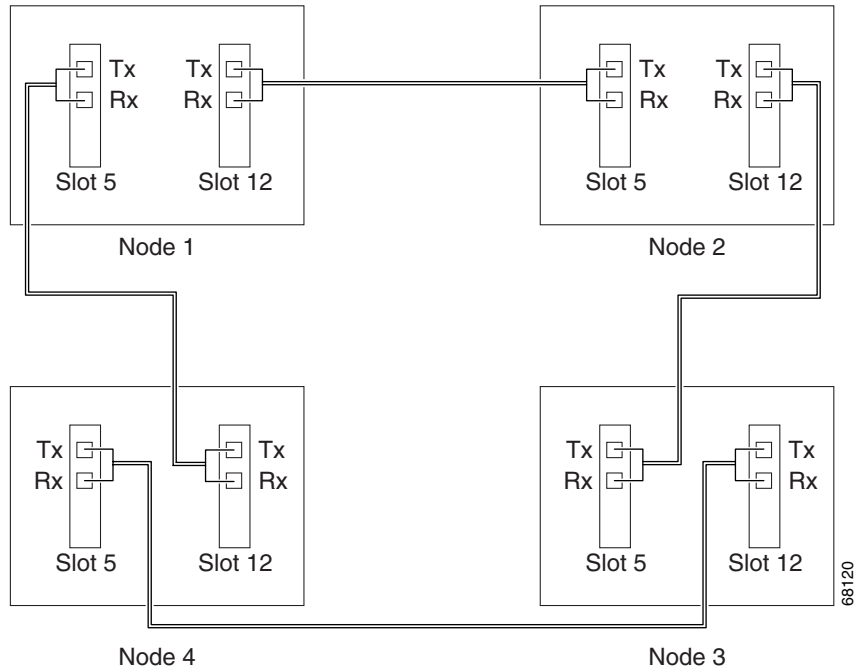 Tx Tx Tx Tx
Rx Rx Rx Rx
Slot 5 Slot 12 Slot 5 Slot 12
Node 1 Node 2
Tx Tx Tx Tx
Rx Rx Rx Rx
Slot 5 Slot 12 Slot 5 Slot 12
68120
Node 4 Node 3